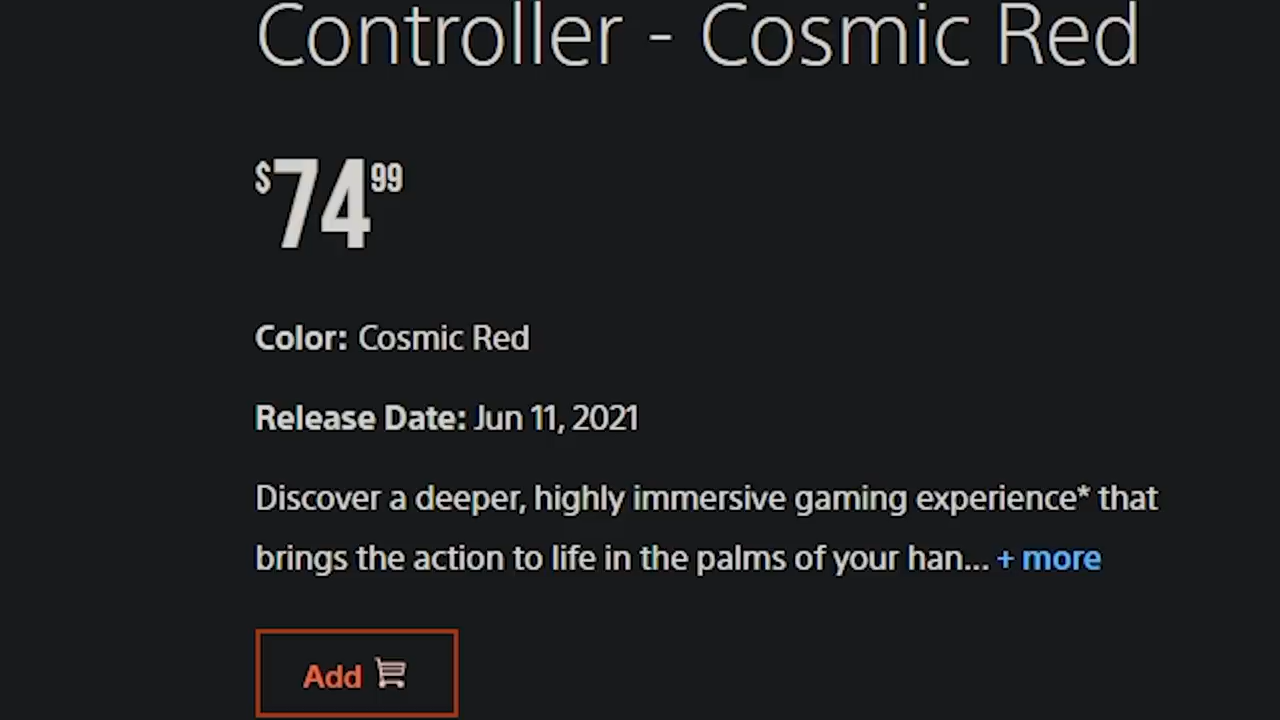 Controller - Cosmic Red
$74 99
Color: Cosmic Red
Release Date: Jun 11, 2021
Discover a deeper, highly immersive gaming experience* that
brings the action to life in the palms of your han... + more
Add